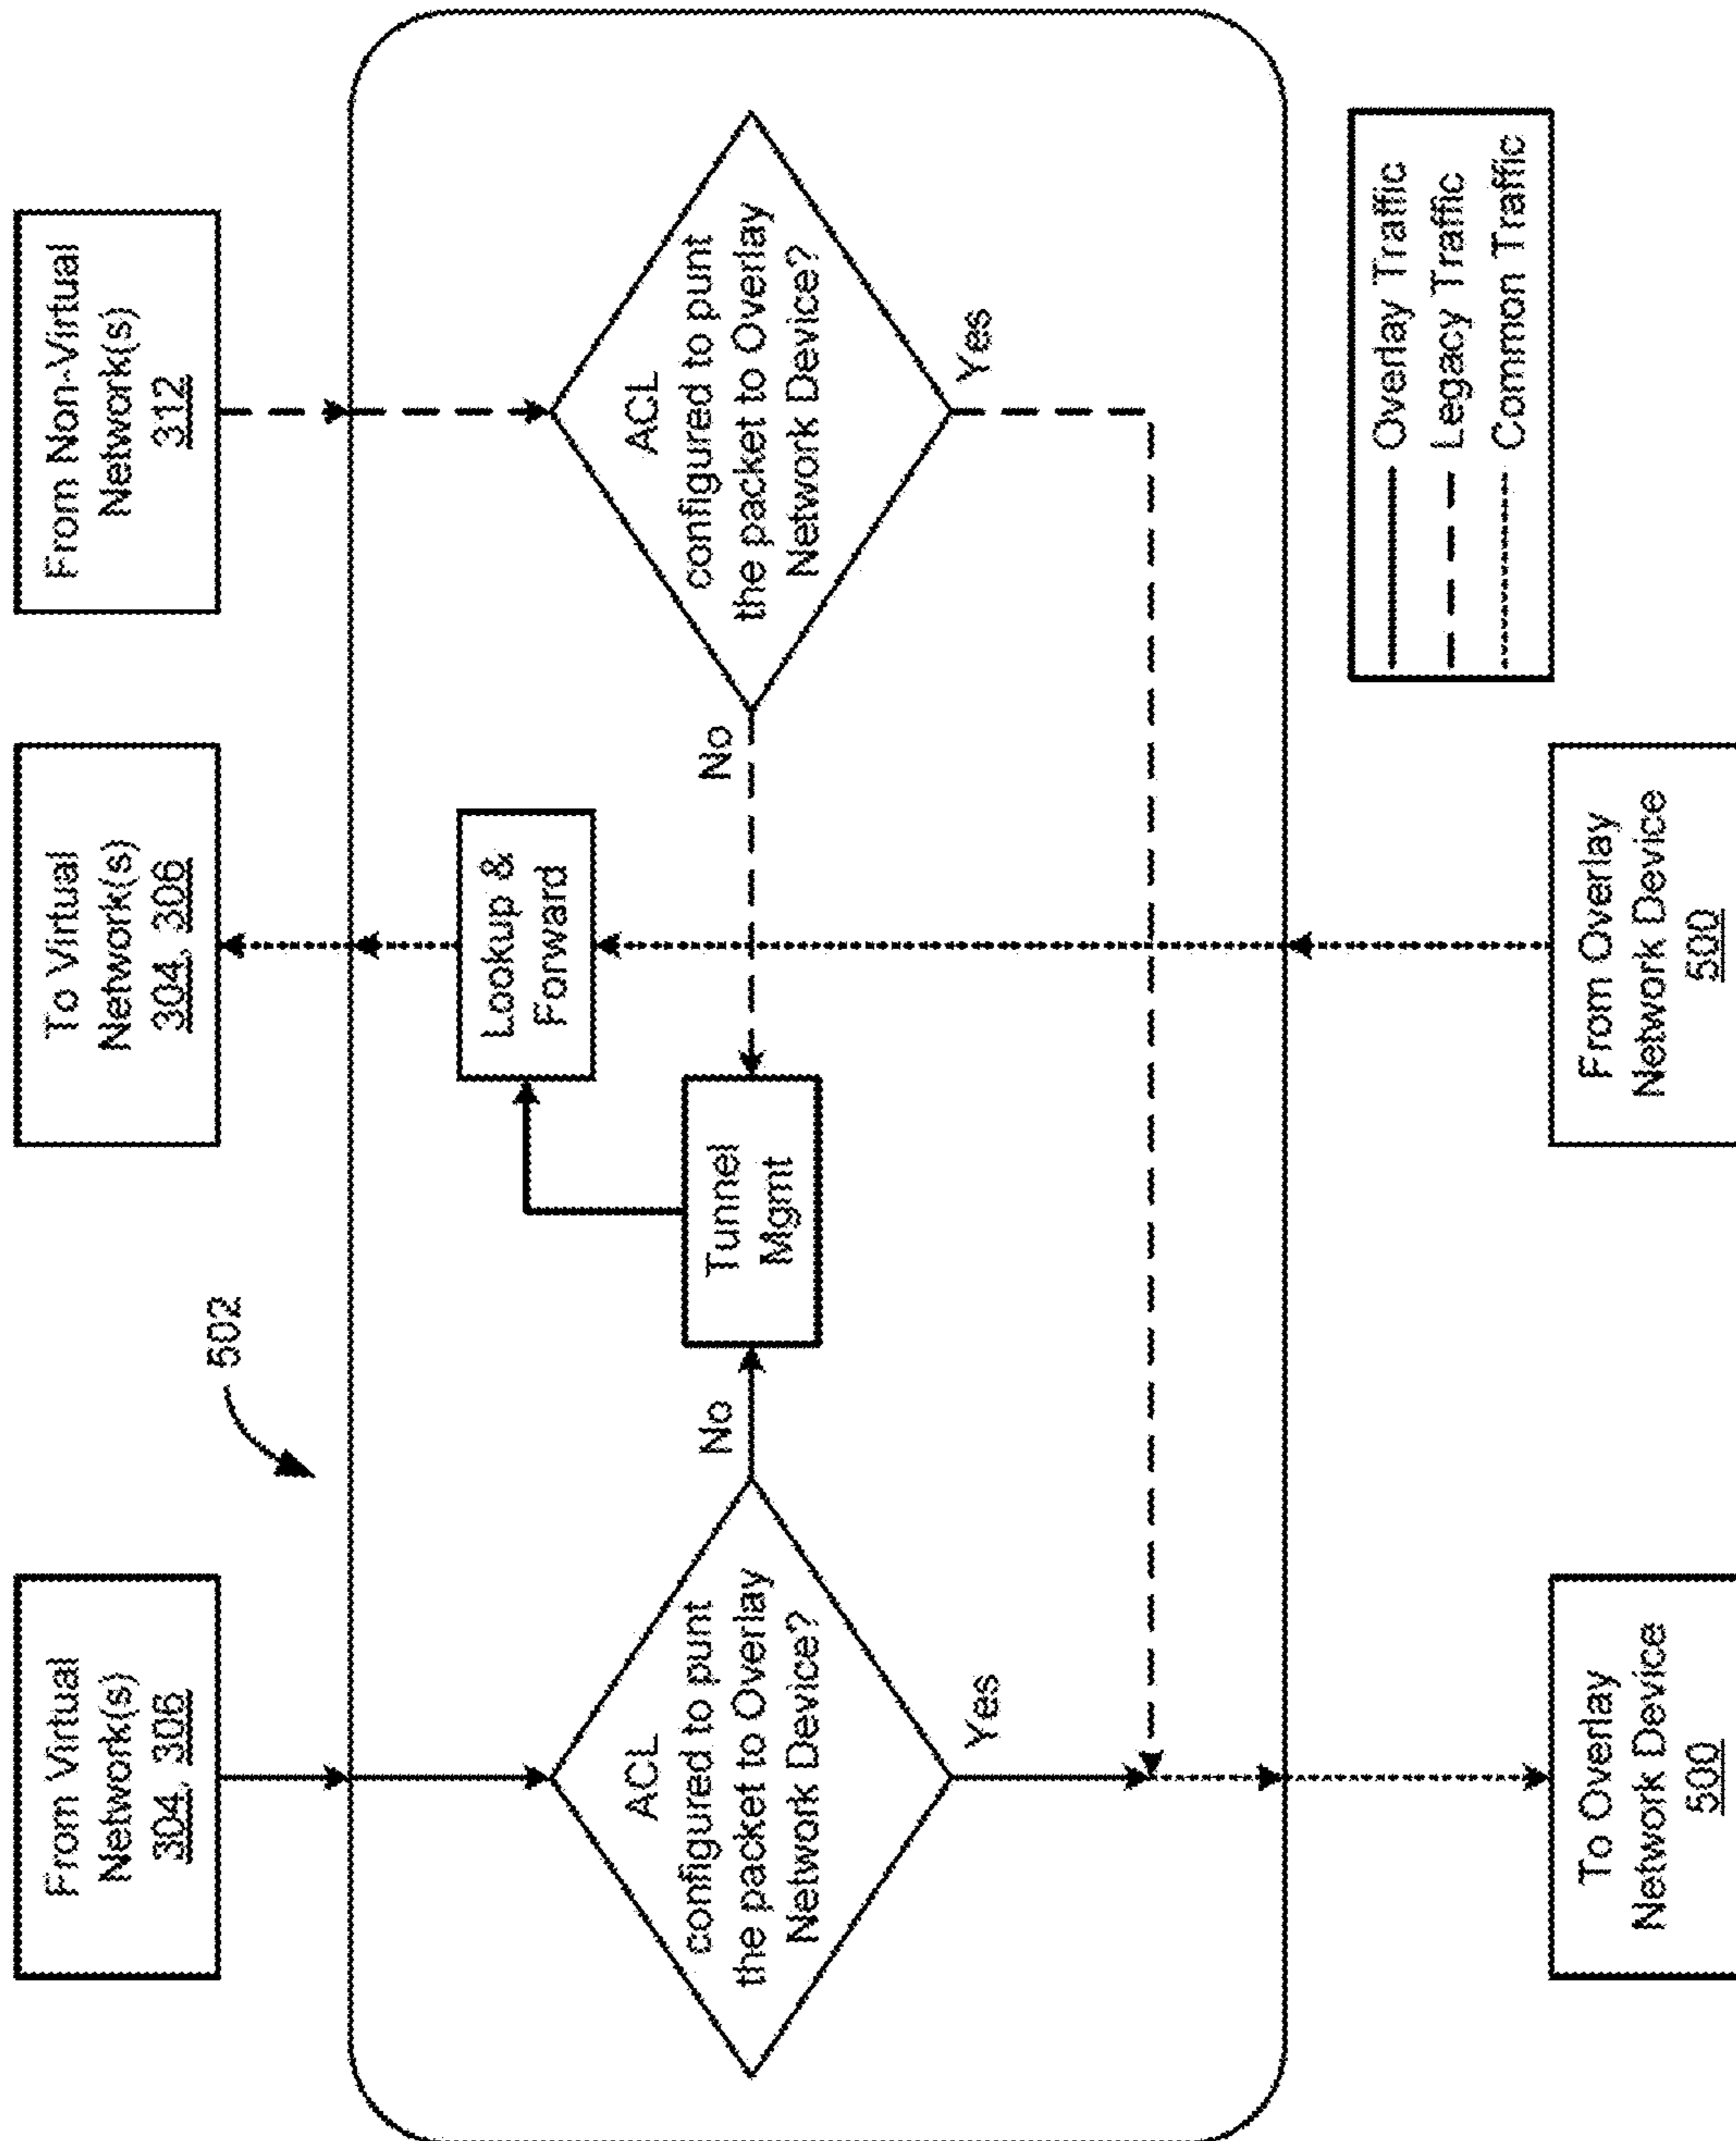 From Virtual
Network(s)
304, 306
To Virtual
Network(s)
304, 306
From Non-Virtual
Network(s)
312
502
ACL
configured to punt
the packet to Overlay
Network Device?
No
Yes
Tunnel
Mgmt
Lookup &
Forward
No
ACL
configured to punt
the packet to Overlay
Network Device?
Yes
To Overlay
Network Device
500
From Overlay
Network Device
500
Overlay Traffic
Legacy Traffic
Common Traffic